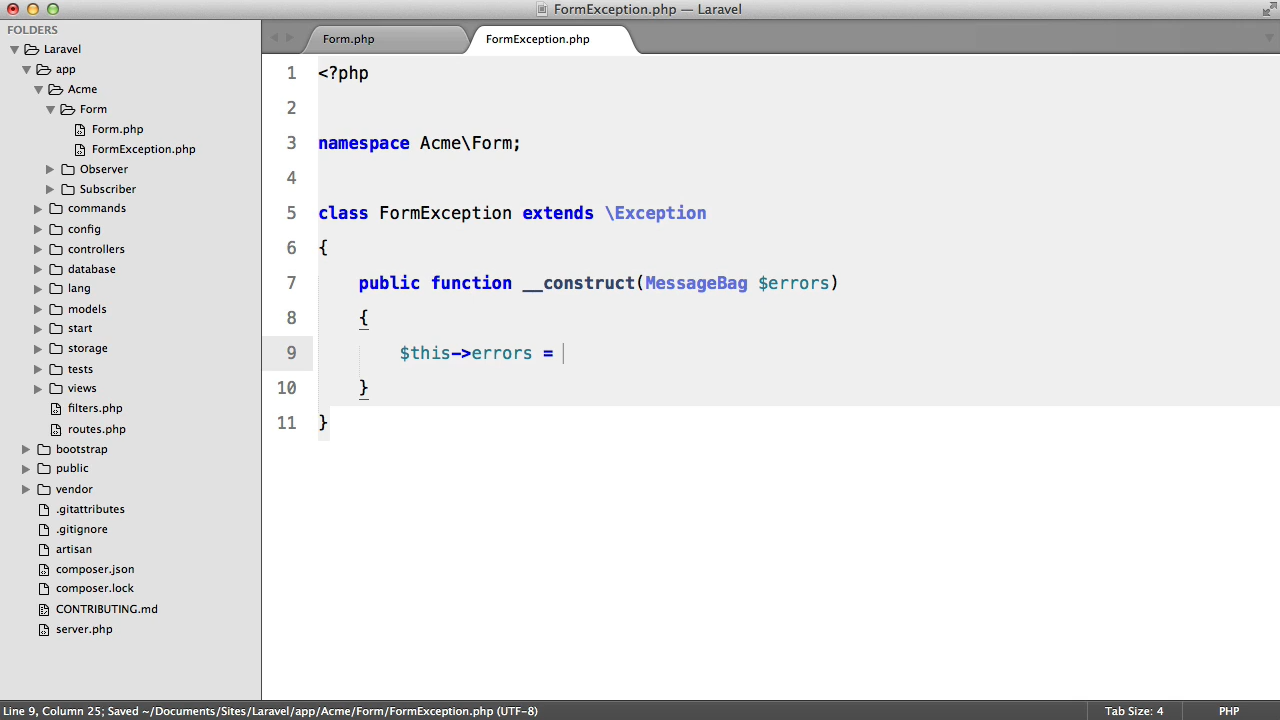 FormException.php — Laravel
FOLDERS
Laravel
app
Acme
Form
Form.php
FormException.php
Observer
Subscriber
commands
config
controllers
database
lang
models
start
storage
tests
views
filters.php
routes.php
bootstrap
public
vendor
.gitattributes
.gitignore
artisan
composer.json
composer.lock
CONTRIBUTING.md
server.php
Form.php
FormException.php
1 <?php
2
3 namespace Acme\Form;
4
5 class FormException extends \Exception
6 {
7     public function __construct(MessageBag $errors)
8     {
9         $this->errors =
10     }
11 }
Line 9, Column 25; Saved ~/Documents/Sites/Laravel/app/Acme/Form/FormException.php (UTF-8)
Tab Size: 4
PHP